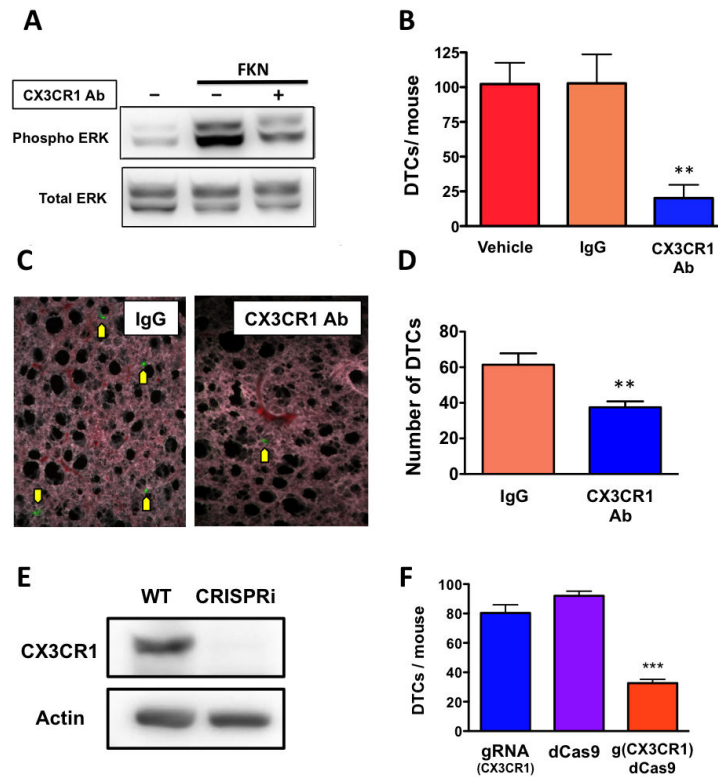 A
FKN
CX3CR1 Ab
– – +
Phospho ERK
Total ERK
B
DTCs/ mouse
125
100
75
50
25
0
**
Vehicle IgG CX3CR1
Ab
C
IgG
CX3CR1 Ab
D
Number of DTCs
80
60
40
20
0
**
IgG CX3CR1
Ab
E
WT CRISPRi
CX3CR1
Actin
F
DTCs / mouse
100
80
60
40
20
0
***
gRNA dCas9 g(CX3CR1)
(CX3CR1) dCas9